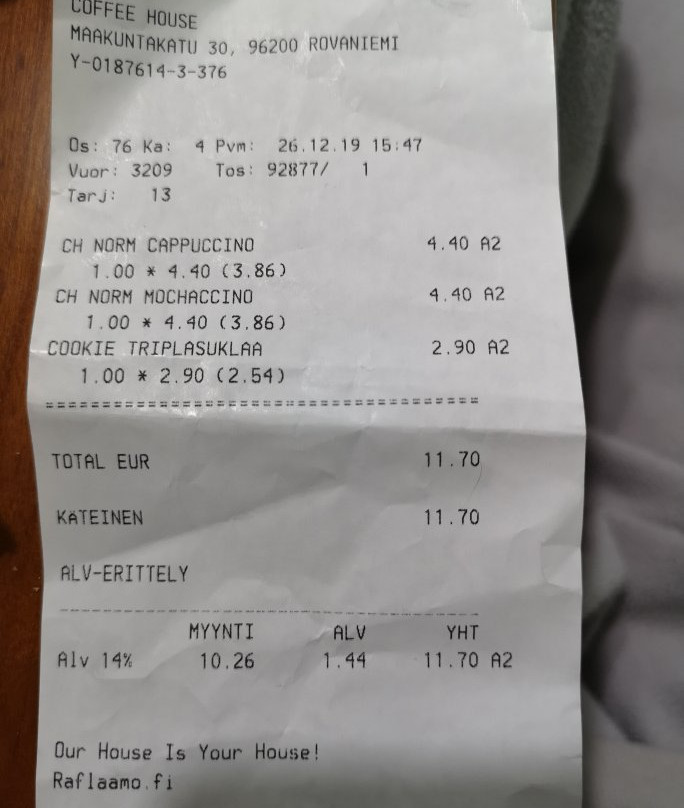 COFFEE HOUSE
MAAKUNTAKATU 30, 96200 ROVANIEMI
Y-0187614-3-376
Os: 76 Ka: 4 Pvm: 26.12.19 15:47
Vuor: 3209 Tos: 92877/ 1
Tarj: 13
CH NORM CAPPUCCINO 4.40 A2
1.00 * 4.40 (3.86)
CH NORM MOCHACCINO 4.40 A2
1.00 * 4.40 (3.86)
COOKIE TRIPLASUKLAA 2.90 A2
1.00 * 2.90 (2.54)
TOTAL EUR 11.70
KÄTEINEN 11.70
ALV-ERITTELY
MYYNTI ALV YHT
Alv 14% 10.26 1.44 11.70 A2
Our House Is Your House!
Raflaamo.fi